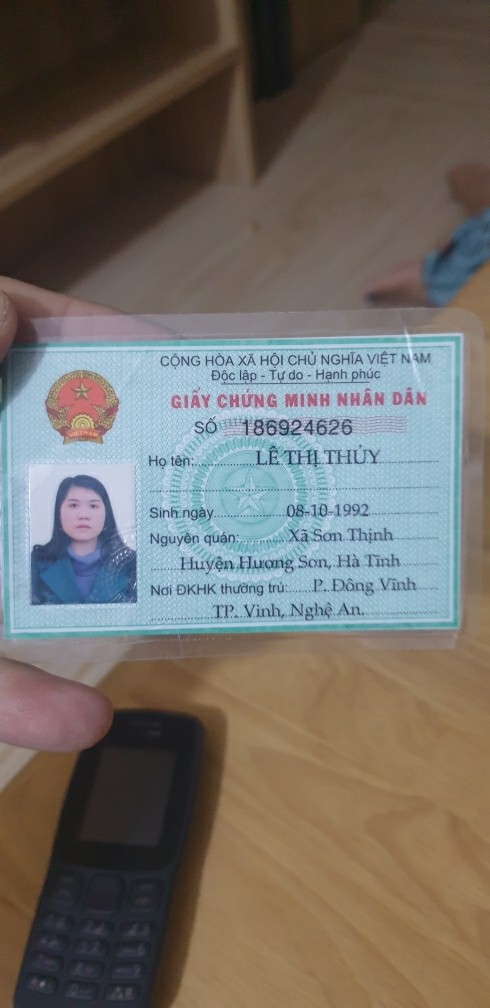 CỘNG HÒA XÃ HỘI CHỦ NGHĨA VIỆT NAM
Độc lập - Tự do - Hạnh phúc
GIẤY CHỨNG MINH NHÂN DÂN
SỐ 186924626
Họ tên: LÊ THỊ THỦY
Sinh ngày 08-10-1992
Nguyên quán: Xã Sơn Thịnh
Huyện Hương Sơn, Hà Tĩnh
Nơi ĐKHK thường trú: P. Đông Vĩnh
TP. Vinh, Nghệ An.
VIỆT NAM